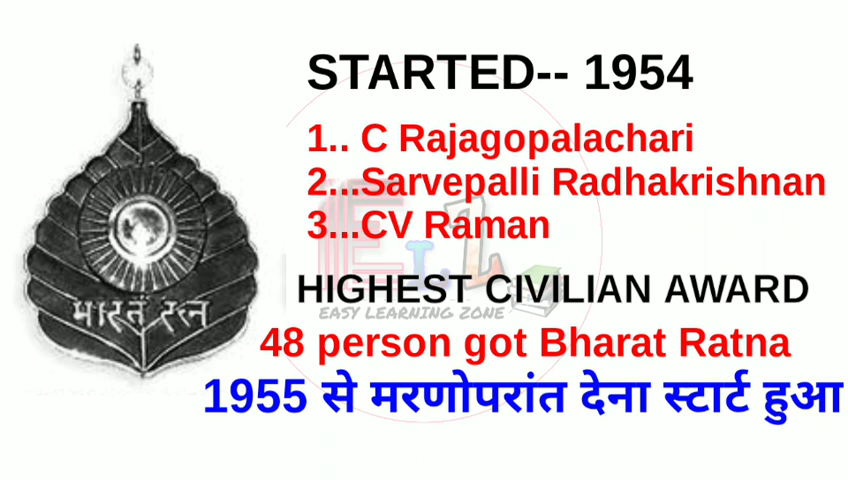 STARTED-- 1954
1.. C Rajagopalachari
2...Sarvepalli Radhakrishnan
3...CV Raman
HIGHEST CIVILIAN AWARD
EASY LEARNING ZONE
48 person got Bharat Ratna
1955 से मरणोपरांत देना स्टार्ट हुआ
भारत रत्न